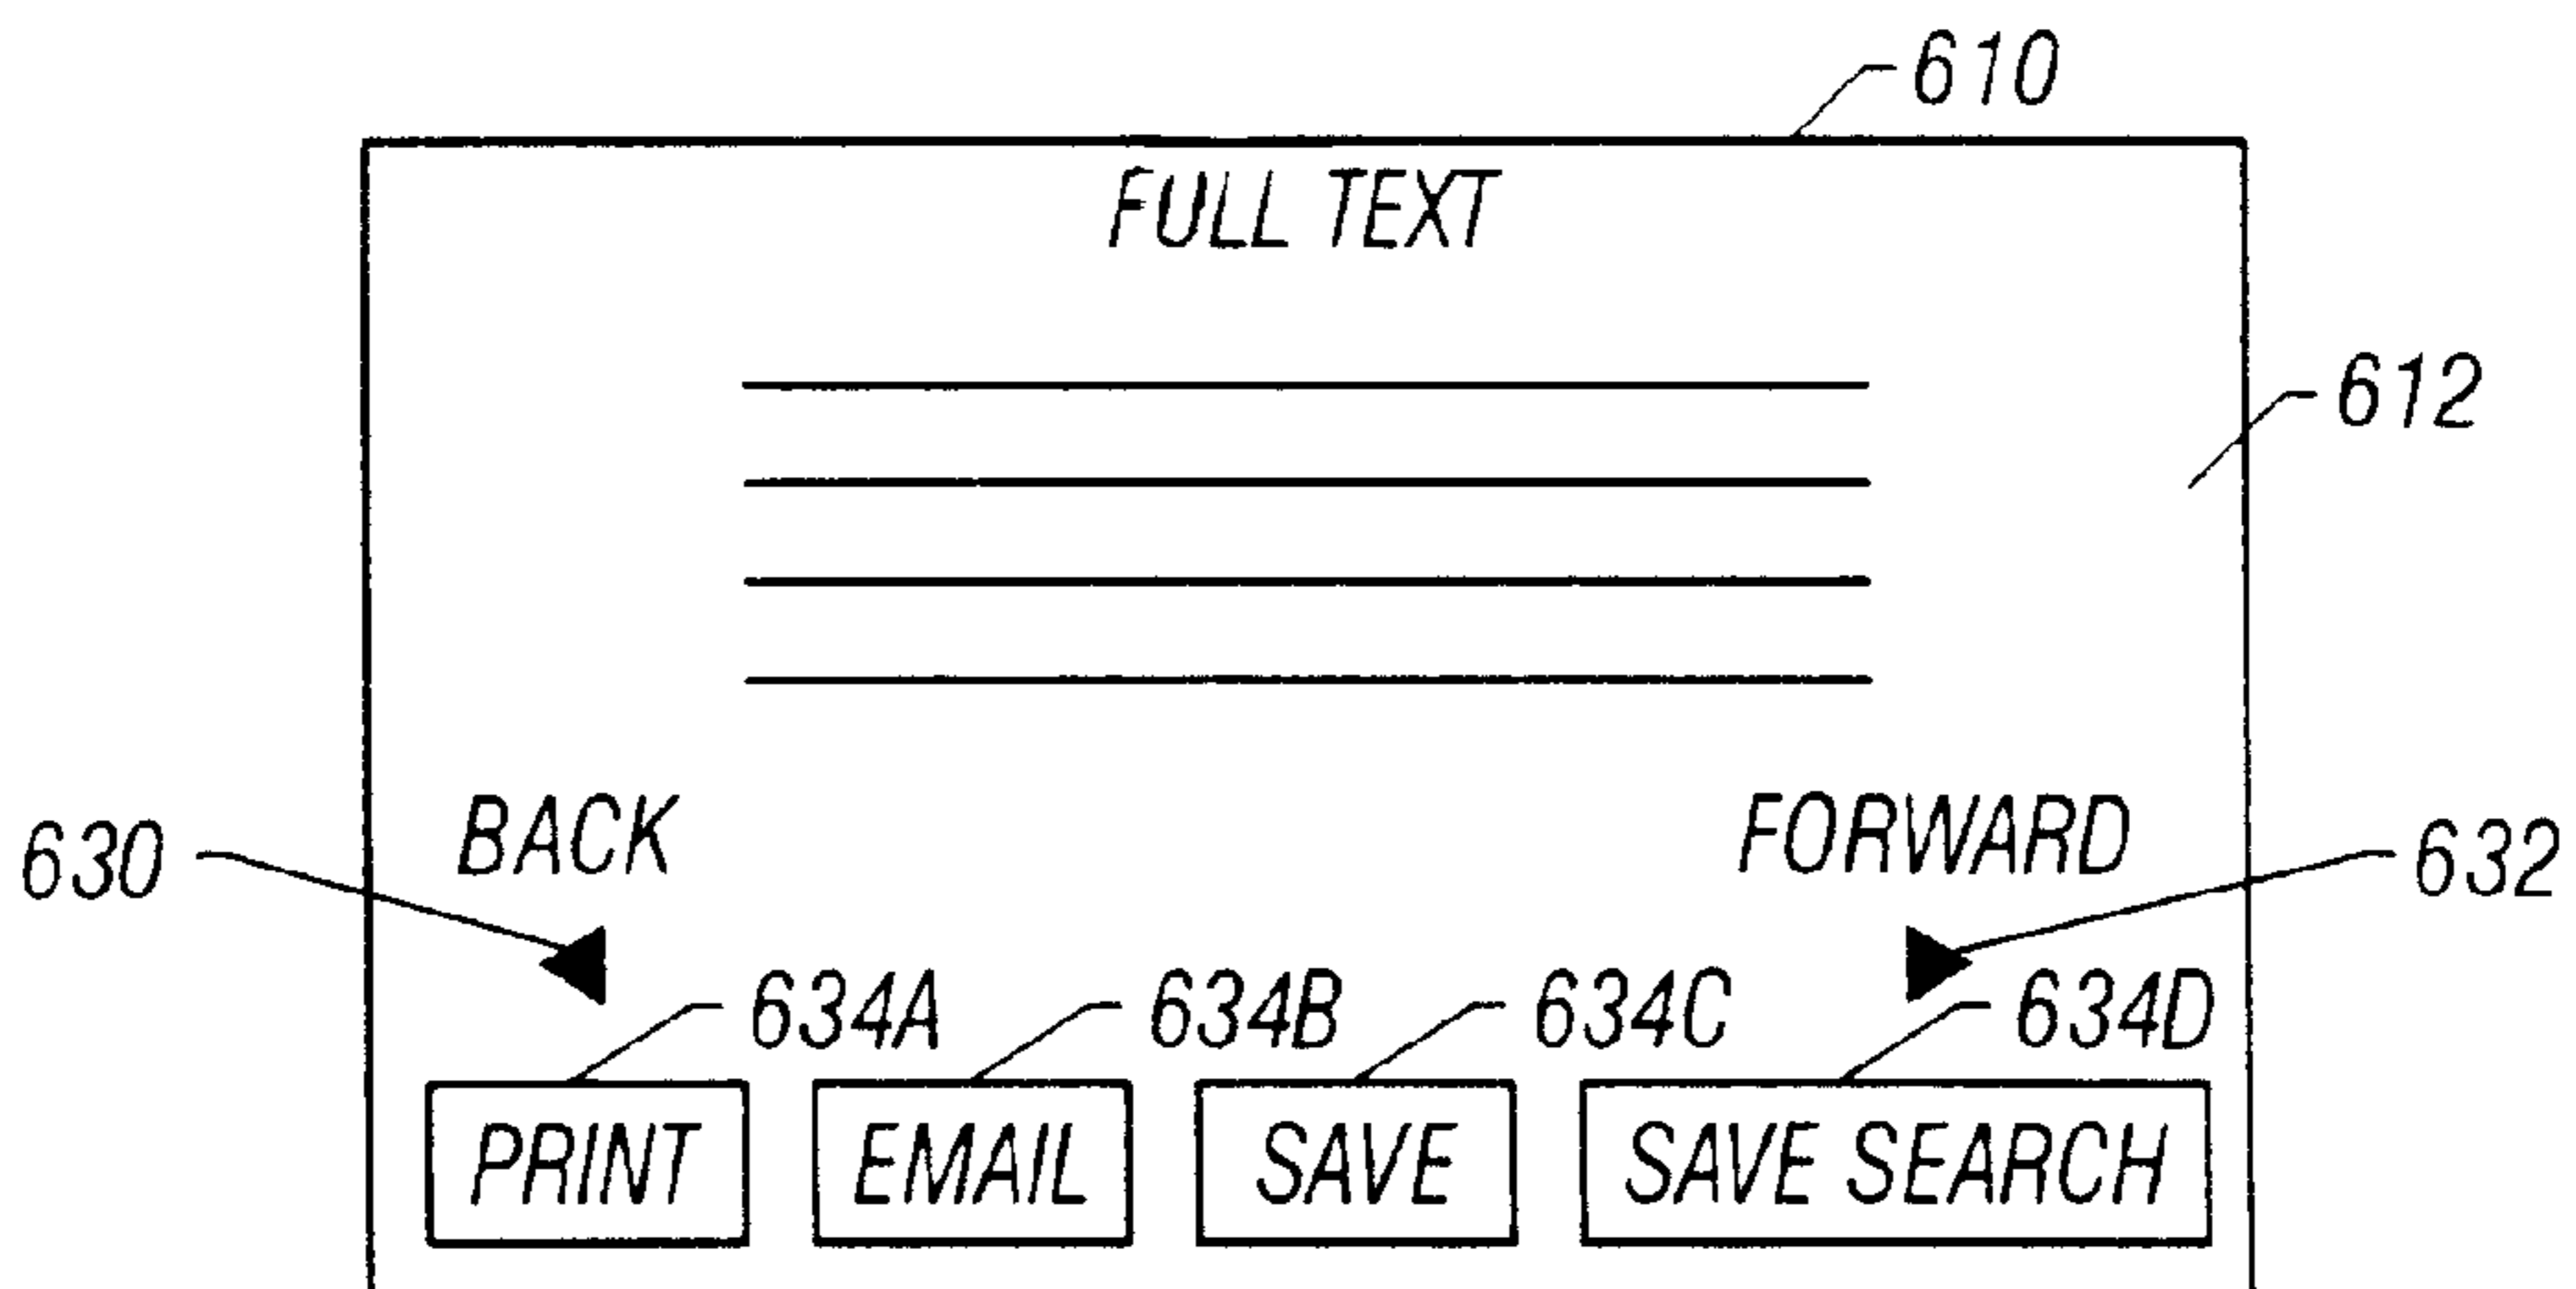 610
FULL TEXT
612
BACK FORWARD
630 632
634A 634B 634C 634D
PRINT EMAIL SAVE SAVE SEARCH